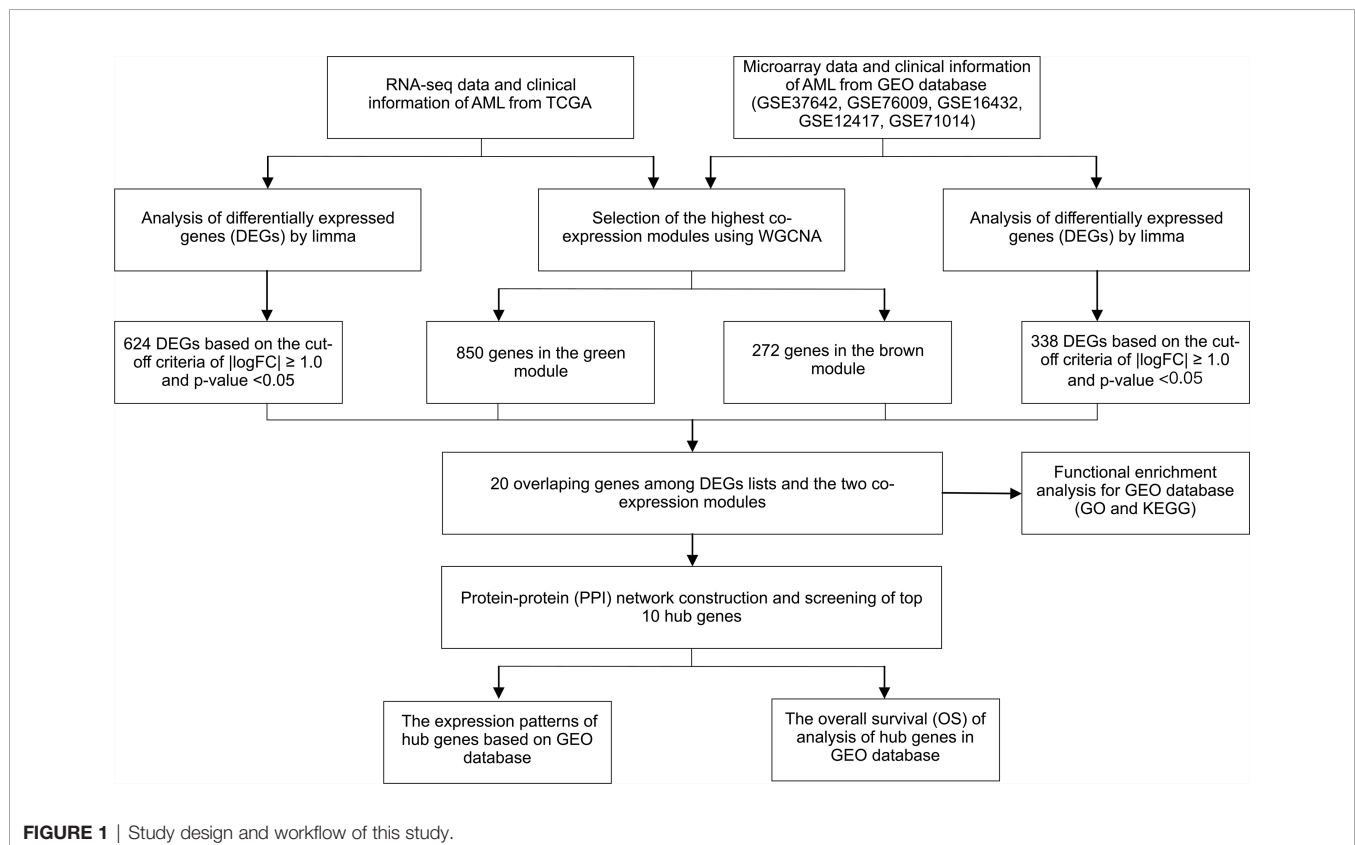 RNA-seq data and clinical
information of AML from TCGA
Microarray data and clinical information
of AML from GEO database
(GSE37642, GSE76009, GSE16432,
GSE12417, GSE71014)
Analysis of differentially expressed
genes (DEGs) by limma
Selection of the highest co-
expression modules using WGCNA
Analysis of differentially expressed
genes (DEGs) by limma
624 DEGs based on the cut-
off criteria of |logFC| ≥ 1.0
and p-value <0.05
850 genes in the green
module
272 genes in the brown
module
338 DEGs based on the cut-
off criteria of |logFC| ≥ 1.0
and p-value <0.05
20 overlaping genes among DEGs lists and the two co-
expression modules
Functional enrichment
analysis for GEO database
(GO and KEGG)
Protein-protein (PPI) network construction and screening of top
10 hub genes
The expression patterns of
hub genes based on GEO
database
The overall survival (OS) of
analysis of hub genes in
GEO database
FIGURE 1 | Study design and workflow of this study.